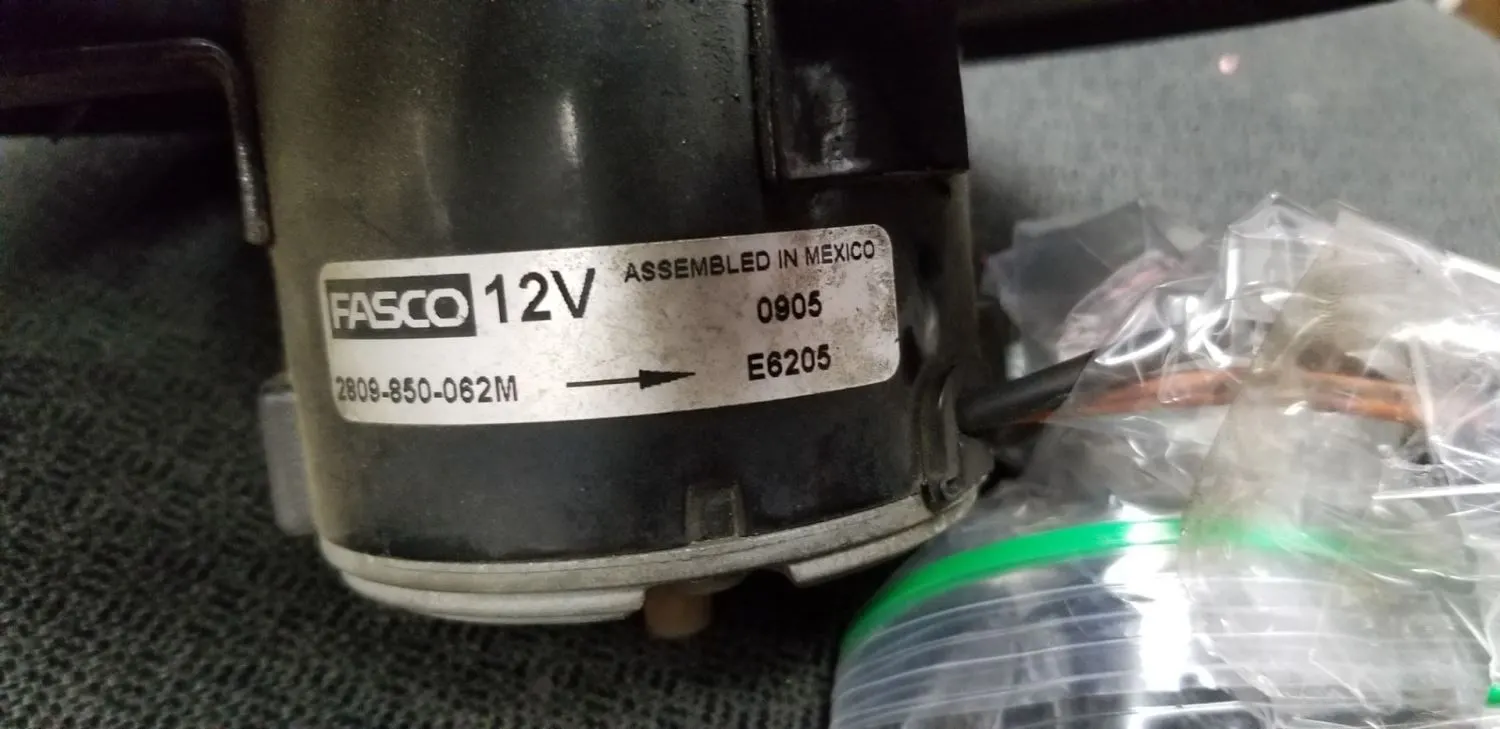 FASCO 12V ASSEMBLED IN MEXICO
0905
2809-850-062M E6205